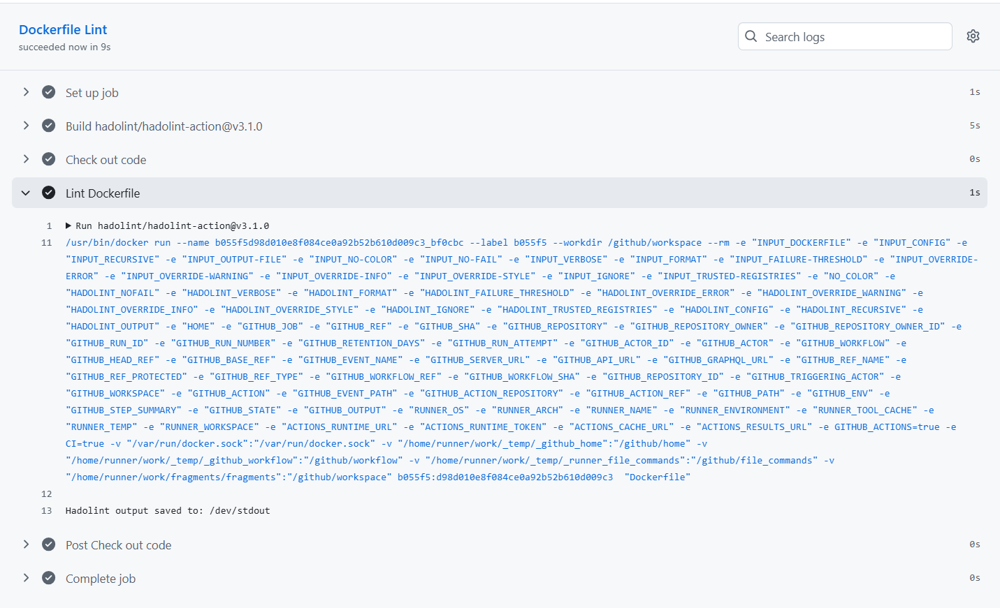 Dockerfile Lint
succeeded now in 9s
Search logs
Set up job 1s
Build hadolint/hadolint-action@v3.1.0 5s
Check out code 0s
Lint Dockerfile 1s
1 Run hadolint/hadolint-action@v3.1.0
11 /usr/bin/docker run --name b055f5d98d010e8f084ce0a92b52b610d009c3_bf0cbc --label b055f5 --workdir /github/workspace --rm -e "INPUT_DOCKERFILE" -e "INPUT_CONFIG" -e
"INPUT_RECURSIVE" -e "INPUT_OUTPUT-FILE" -e "INPUT_NO-COLOR" -e "INPUT_NO-FAIL" -e "INPUT_VERBOSE" -e "INPUT_FORMAT" -e "INPUT_FAILURE-THRESHOLD" -e "INPUT_OVERRIDE-
ERROR" -e "INPUT_OVERRIDE-WARNING" -e "INPUT_OVERRIDE-INFO" -e "INPUT_OVERRIDE-STYLE" -e "INPUT_IGNORE" -e "INPUT_TRUSTED-REGISTRIES" -e "NO_COLOR" -e
"HADOLINT_NOFAIL" -e "HADOLINT_VERBOSE" -e "HADOLINT_FORMAT" -e "HADOLINT_FAILURE_THRESHOLD" -e "HADOLINT_OVERRIDE_ERROR" -e "HADOLINT_OVERRIDE_WARNING" -e
"HADOLINT_OVERRIDE_INFO" -e "HADOLINT_OVERRIDE_STYLE" -e "HADOLINT_IGNORE" -e "HADOLINT_TRUSTED_REGISTRIES" -e "HADOLINT_CONFIG" -e "HADOLINT_RECURSIVE" -e
"HADOLINT_OUTPUT" -e "HOME" -e "GITHUB_JOB" -e "GITHUB_REF" -e "GITHUB_SHA" -e "GITHUB_REPOSITORY" -e "GITHUB_REPOSITORY_OWNER" -e "GITHUB_REPOSITORY_OWNER_ID" -e
"GITHUB_RUN_ID" -e "GITHUB_RUN_NUMBER" -e "GITHUB_RETENTION_DAYS" -e "GITHUB_RUN_ATTEMPT" -e "GITHUB_ACTOR_ID" -e "GITHUB_ACTOR" -e "GITHUB_WORKFLOW" -e
"GITHUB_HEAD_REF" -e "GITHUB_BASE_REF" -e "GITHUB_EVENT_NAME" -e "GITHUB_SERVER_URL" -e "GITHUB_API_URL" -e "GITHUB_GRAPHQL_URL" -e "GITHUB_REF_NAME" -e
"GITHUB_REF_PROTECTED" -e "GITHUB_REF_TYPE" -e "GITHUB_WORKFLOW_REF" -e "GITHUB_WORKFLOW_SHA" -e "GITHUB_REPOSITORY_ID" -e "GITHUB_TRIGGERING_ACTOR" -e
"GITHUB_WORKSPACE" -e "GITHUB_ACTION" -e "GITHUB_EVENT_PATH" -e "GITHUB_ACTION_REPOSITORY" -e "GITHUB_ACTION_REF" -e "GITHUB_PATH" -e "GITHUB_ENV" -e
"GITHUB_STEP_SUMMARY" -e "GITHUB_STATE" -e "GITHUB_OUTPUT" -e "RUNNER_OS" -e "RUNNER_ARCH" -e "RUNNER_NAME" -e "RUNNER_ENVIRONMENT" -e "RUNNER_TOOL_CACHE" -e
"RUNNER_TEMP" -e "RUNNER_WORKSPACE" -e "ACTIONS_RUNTIME_URL" -e "ACTIONS_RUNTIME_TOKEN" -e "ACTIONS_CACHE_URL" -e "ACTIONS_RESULTS_URL" -e GITHUB_ACTIONS=true -e
CI=true -v "/var/run/docker.sock":"/var/run/docker.sock" -v "/home/runner/work/_temp/_github_home":"/github/home" -v
"/home/runner/work/_temp/_github_workflow":"/github/workflow" -v "/home/runner/work/_temp/_runner_file_commands":"/github/file_commands" -v
"/home/runner/work/fragments/fragments":"/github/workspace" b055f5:d98d010e8f084ce0a92b52b610d009c3  "Dockerfile"
12
13 Hadolint output saved to: /dev/stdout
Post Check out code 0s
Complete job 0s